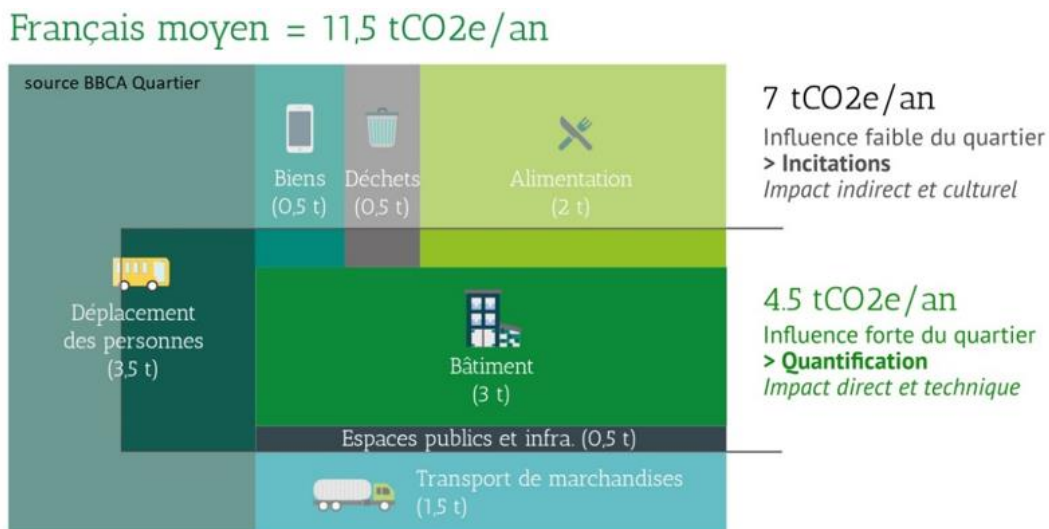 Français moyen = 11,5 tCO2e/an
source BBCA Quartier
Biens
(0,5 t)
Déchets
(0,5 t)
Alimentation
(2 t)
7 tCO2e/an
Influence faible du quartier
> Incitations
Impact indirect et culturel
Déplacement
des personnes
(3,5 t)
Bâtiment
(3 t)
4.5 tCO2e/an
Influence forte du quartier
> Quantification
Impact direct et technique
Espaces publics et infra. (0,5 t)
Transport de marchandises
(1,5 t)